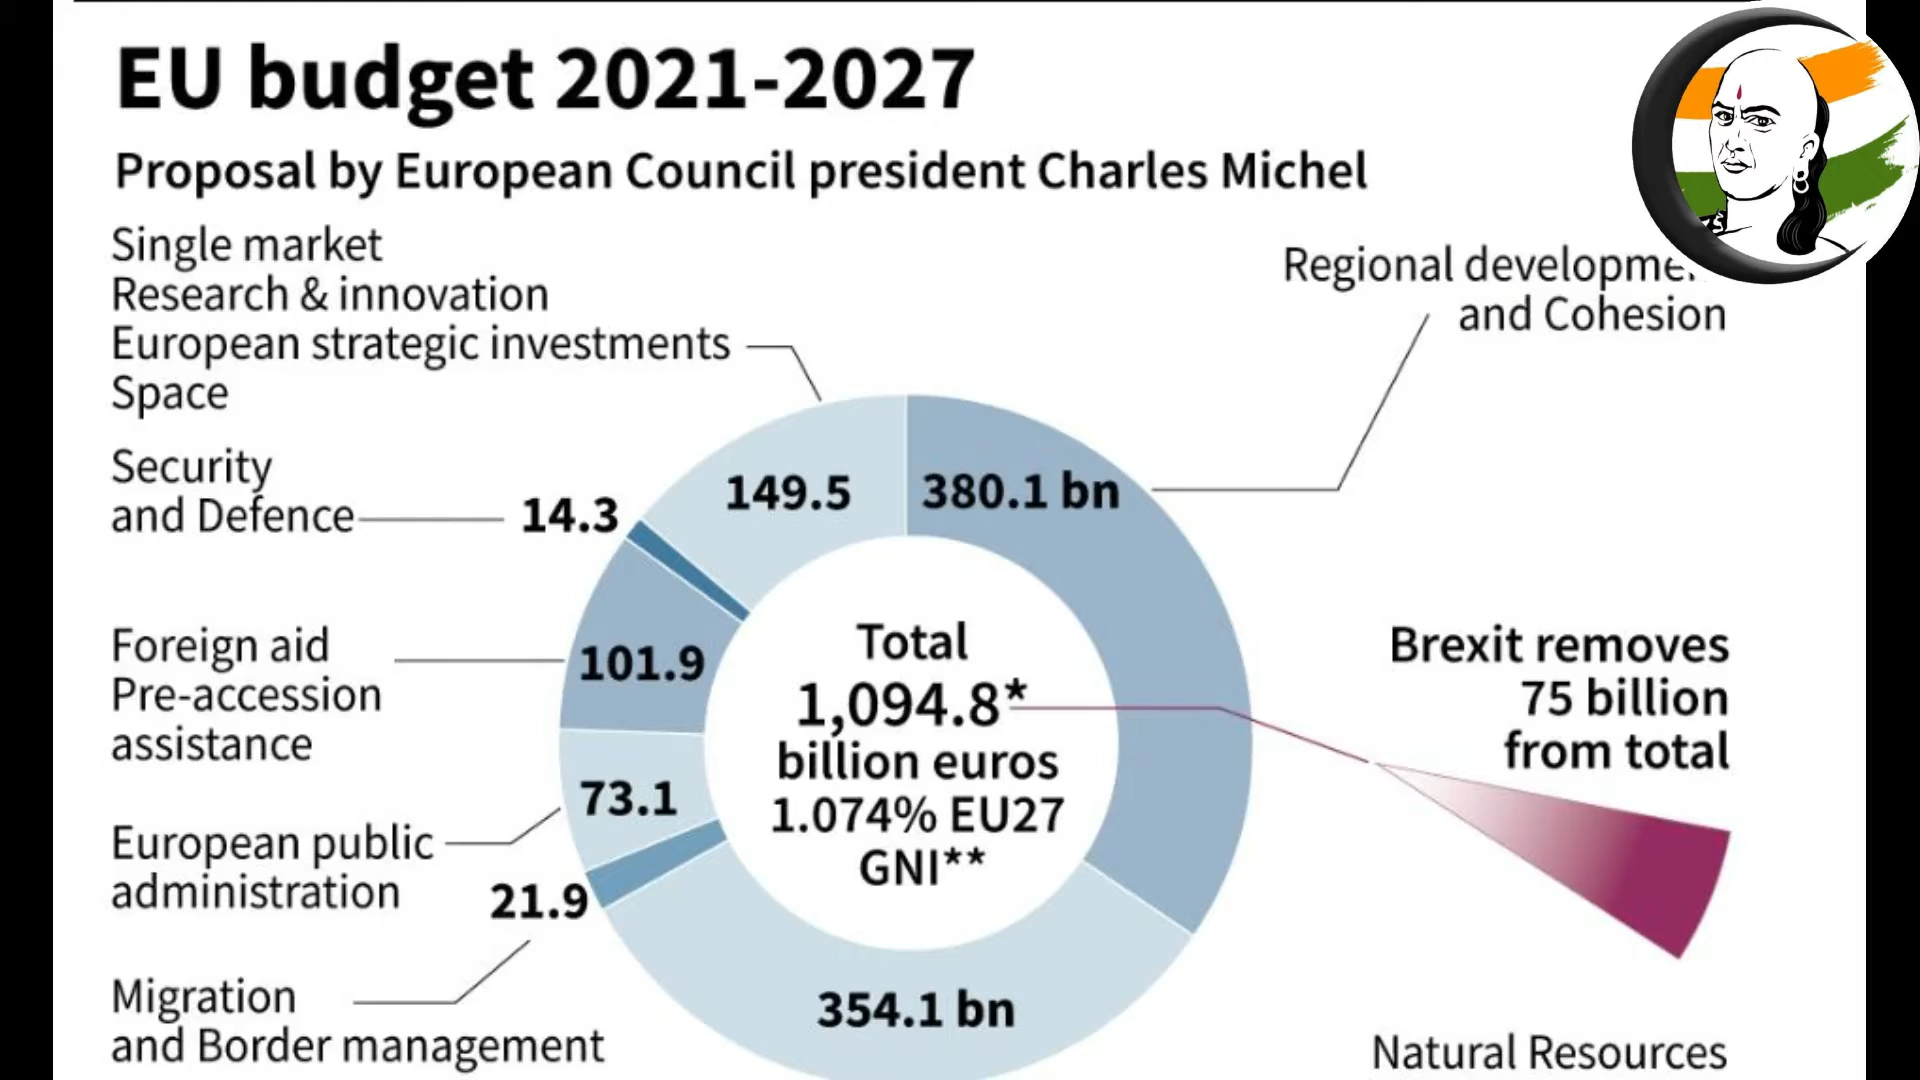 EU budget 2021-2027
Proposal by European Council president Charles Michel
Single market
Research & innovation
European strategic investments
Space
Regional
and Cohesion
Security
and Defence
14.3
149.5
380.1 bn
Foreign aid
Pre-accession
assistance
101.9
Total
1,094.8*
billion euros
1.074% EU27
GNI**
Brexit removes
75 billion
from total
73.1
European public
administration
21.9
Migration
and Border management
354.1 bn
Natural Resources